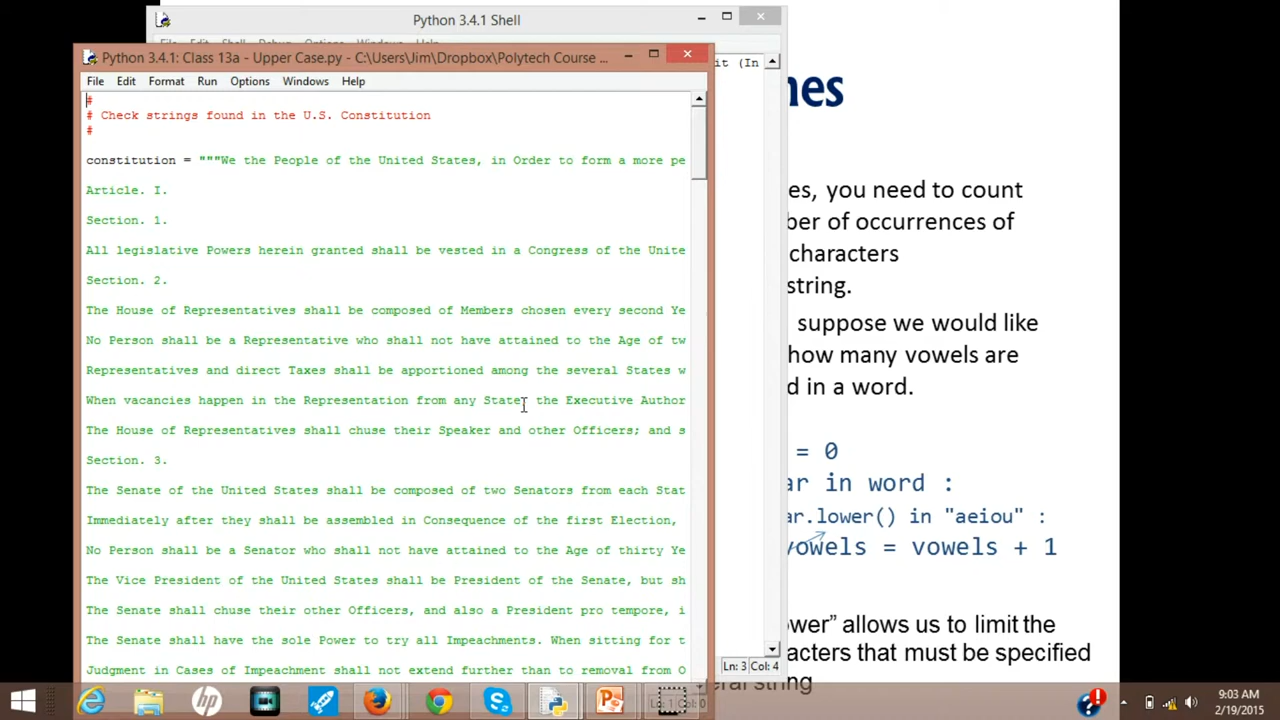 Python 3.4.1 Shell
Python 3.4.1: Class 13a - Upper Case.py - C:\Users\Jim\Dropbox\Polytech Course ...
File Edit Format Run Options Windows Help
it (In
#
# Check strings found in the U.S. Constitution
#
constitution = """We the People of the United States, in Order to form a more pe
Article. I.
Section. 1.
All legislative Powers herein granted shall be vested in a Congress of the Unite
Section. 2.
The House of Representatives shall be composed of Members chosen every second Ye
No Person shall be a Representative who shall not have attained to the Age of tw
Representatives and direct Taxes shall be apportioned among the several States w
When vacancies happen in the Representation from any State, the Executive Author
The House of Representatives shall chuse their Speaker and other Officers; and s
Section. 3.
The Senate of the United States shall be composed of two Senators from each Stat
Immediately after they shall be assembled in Consequence of the first Election,
No Person shall be a Senator who shall not have attained to the Age of thirty Ye
The Vice President of the United States shall be President of the Senate, but sh
The Senate shall chuse their other Officers, and also a President pro tempore, i
The Senate shall have the sole Power to try all Impeachments. When sitting for t
Judgment in Cases of Impeachment shall not extend further than to removal from O
Ln: 3 Col: 4
Ln: 1 Col: 0
nes
es, you need to count
ber of occurrences of
characters
string.
suppose we would like
how many vowels are
d in a word.
= 0
ar in word :
ar.lower() in "aeiou" :
vowels = vowels + 1
ower” allows us to limit the
acters that must be specified
eral string
9:03 AM
2/19/2015